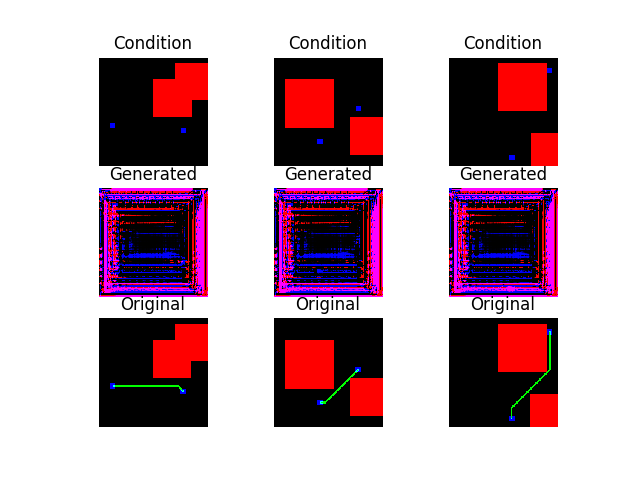 Condition Condition Condition
Generated Generated Generated
Original Original Original